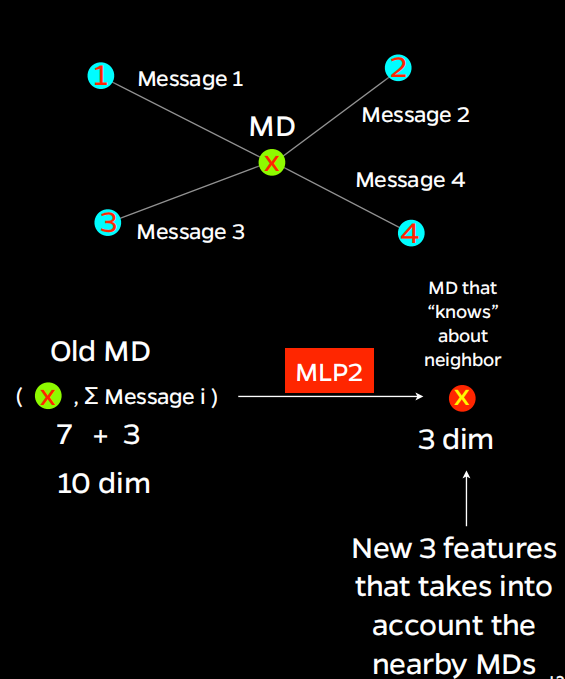 1
Message 1
2
MD
Message 2
x
Message 4
3
Message 3
4
MD that
“knows”
about
neighbor
Old MD
MLP2
( x , Σ Message i )
x
7 + 3
3 dim
10 dim
New 3 features
that takes into
account the
nearby MDs